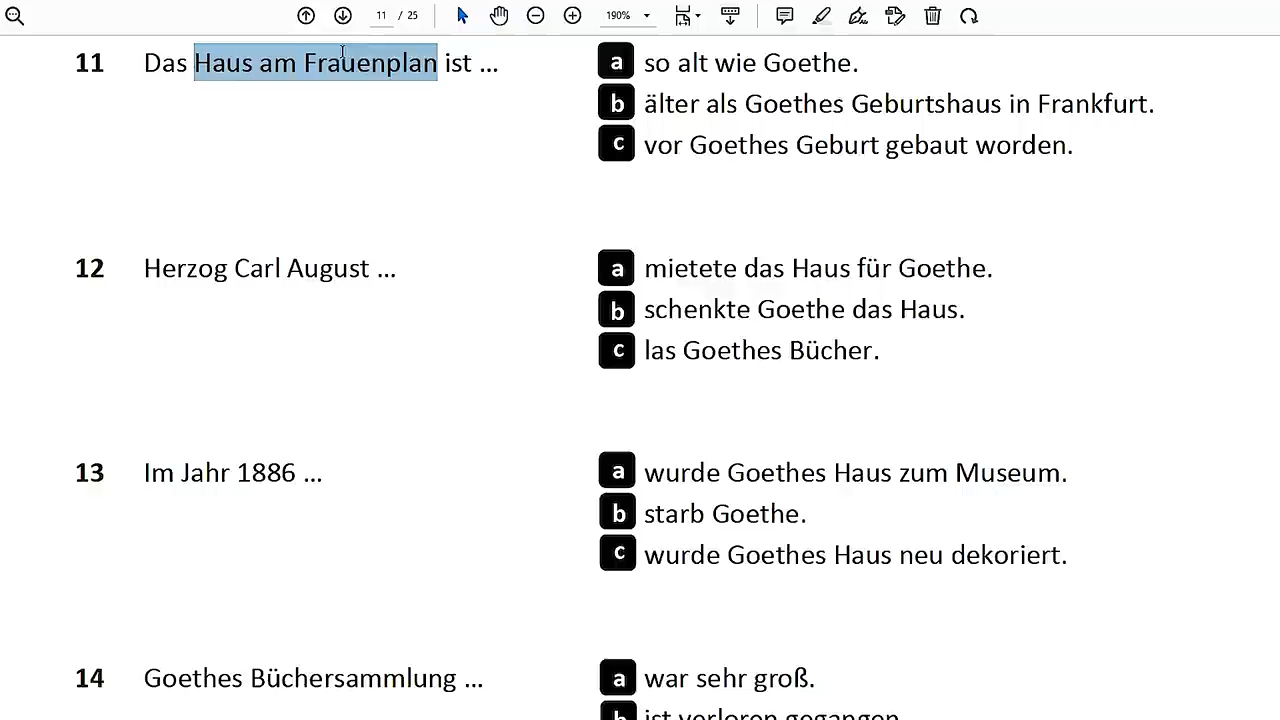 11 / 25 190%
11 Das Haus am Frauenplan ist ... a so alt wie Goethe.
b älter als Goethes Geburtshaus in Frankfurt.
c vor Goethes Geburt gebaut worden.
12 Herzog Carl August ... a mietete das Haus für Goethe.
b schenkte Goethe das Haus.
c las Goethes Bücher.
13 Im Jahr 1886 ... a wurde Goethes Haus zum Museum.
b starb Goethe.
c wurde Goethes Haus neu dekoriert.
14 Goethes Büchersammlung ... a war sehr groß.
b ist verloren gegangen.